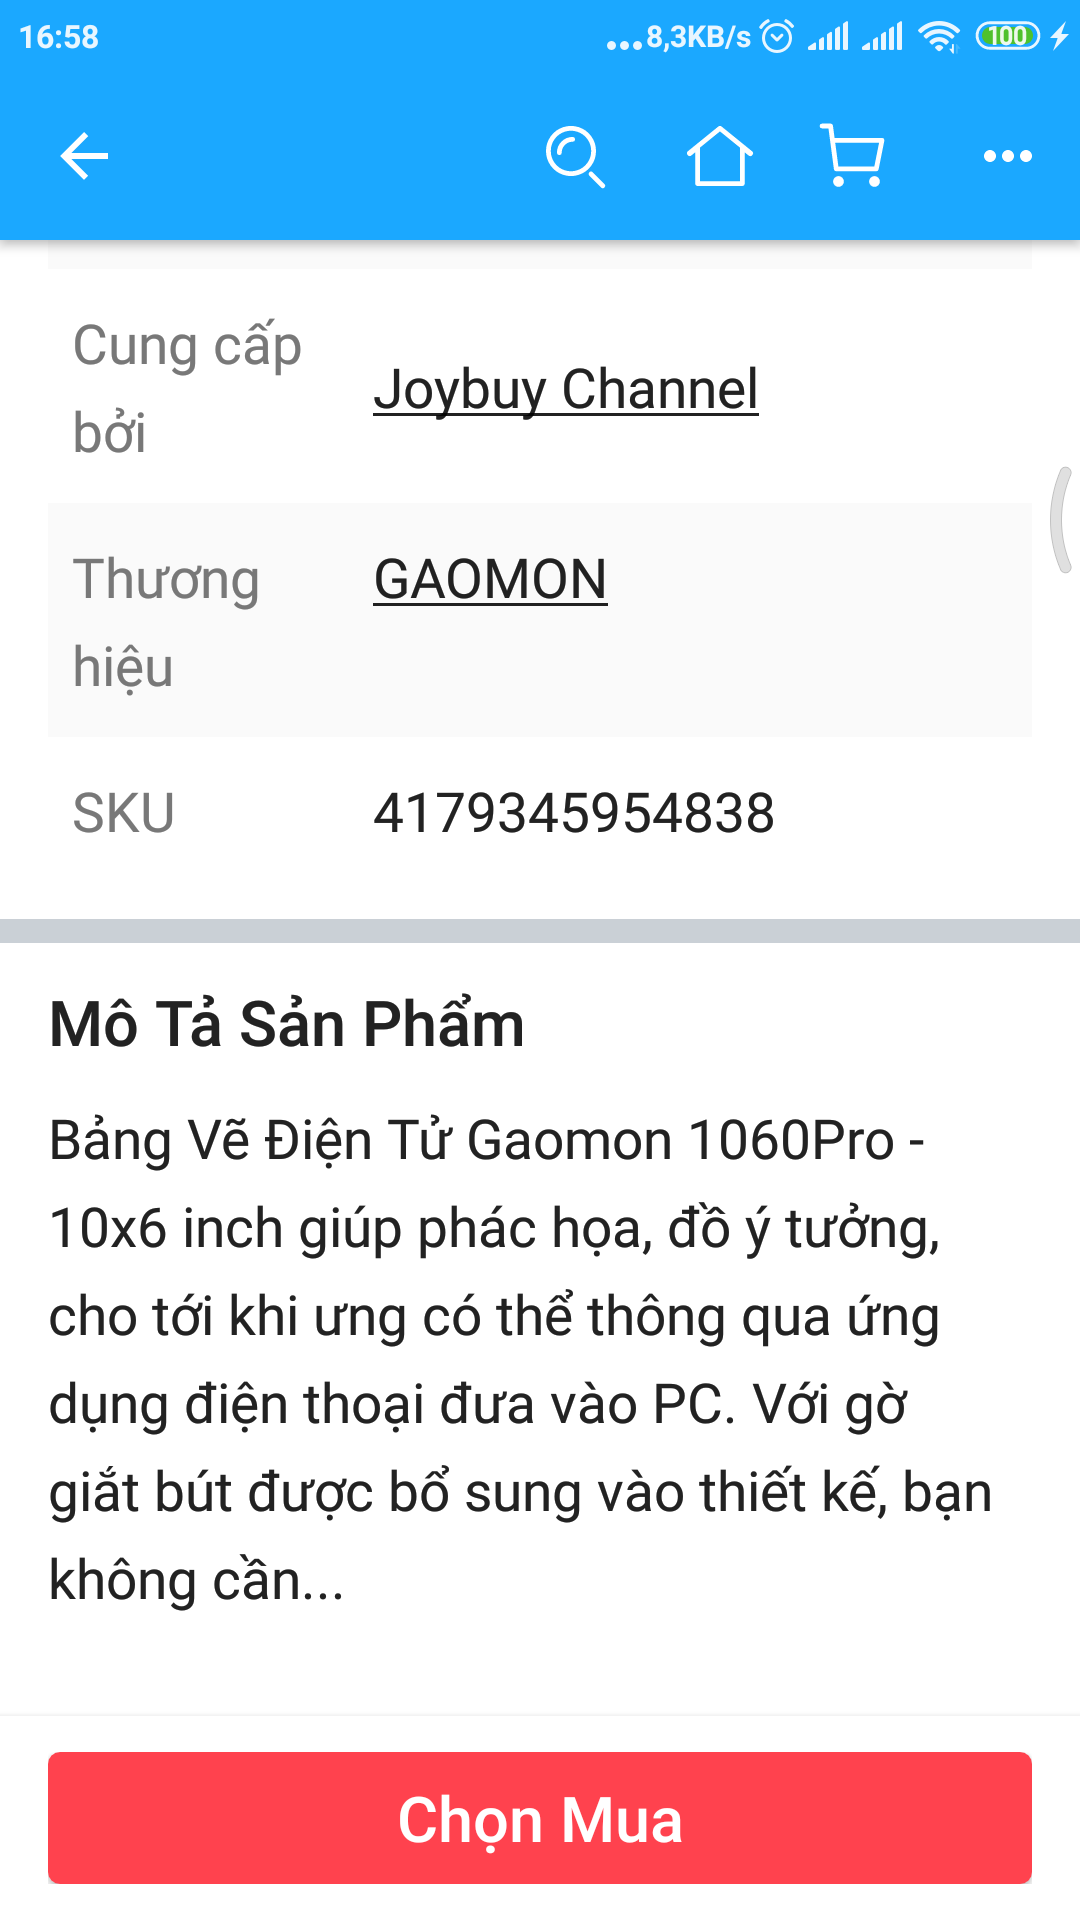 16:58
...8,3KB/s
100
Cung cấp
bởi
Joybuy Channel
Thương
hiệu
GAOMON
SKU
4179345954838
Mô Tả Sản Phẩm
Bảng Vẽ Điện Tử Gaomon 1060Pro -
10x6 inch giúp phác họa, đồ ý tưởng,
cho tới khi ưng có thể thông qua ứng
dụng điện thoại đưa vào PC. Với gờ
giắt bút được bổ sung vào thiết kế, bạn
không cần...
Chọn Mua